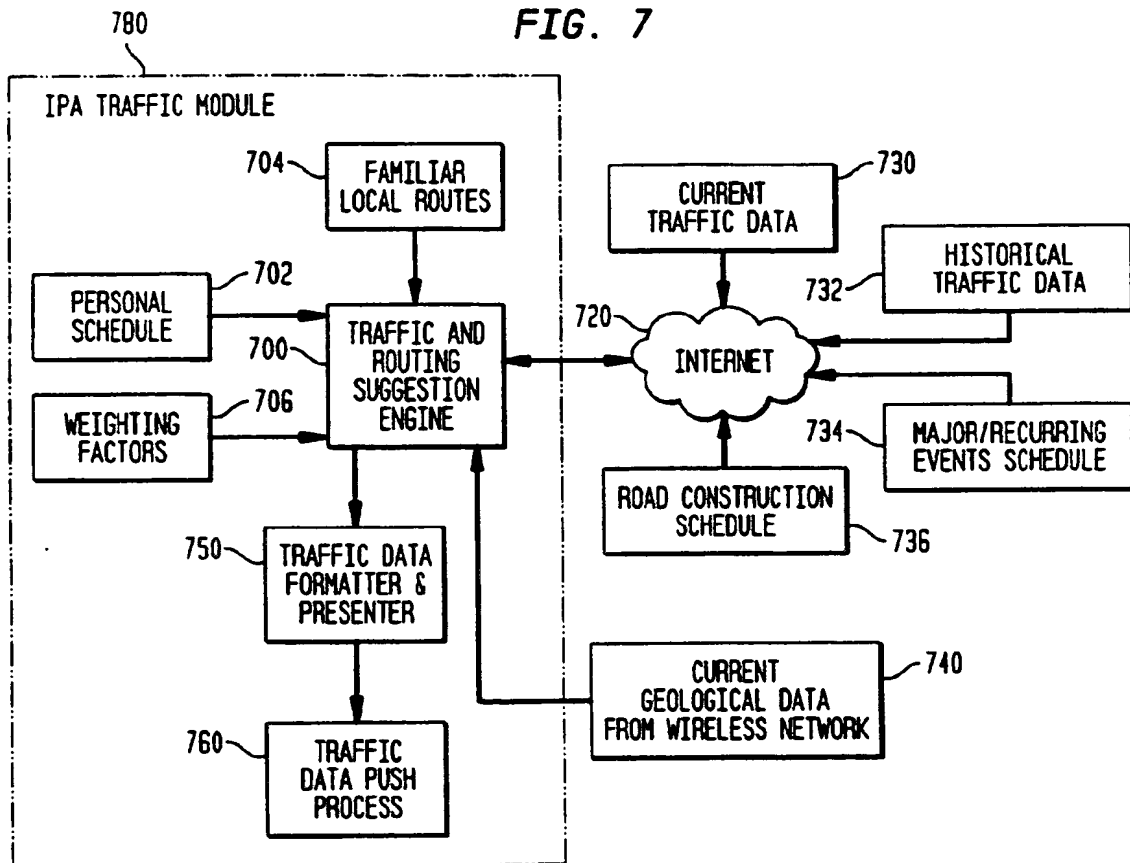 FIG. 7
780
IPA TRAFFIC MODULE
704
FAMILIAR
LOCAL ROUTES
730
CURRENT
TRAFFIC DATA
702
PERSONAL
SCHEDULE
732
HISTORICAL
TRAFFIC DATA
700
TRAFFIC AND
ROUTING
SUGGESTION
ENGINE
720
INTERNET
706
WEIGHTING
FACTORS
734
MAJOR/RECURRING
EVENTS SCHEDULE
ROAD CONSTRUCTION
SCHEDULE
736
750
TRAFFIC DATA
FORMATTER &
PRESENTER
740
CURRENT
GEOLOGICAL DATA
FROM WIRELESS NETWORK
760
TRAFFIC
DATA PUSH
PROCESS